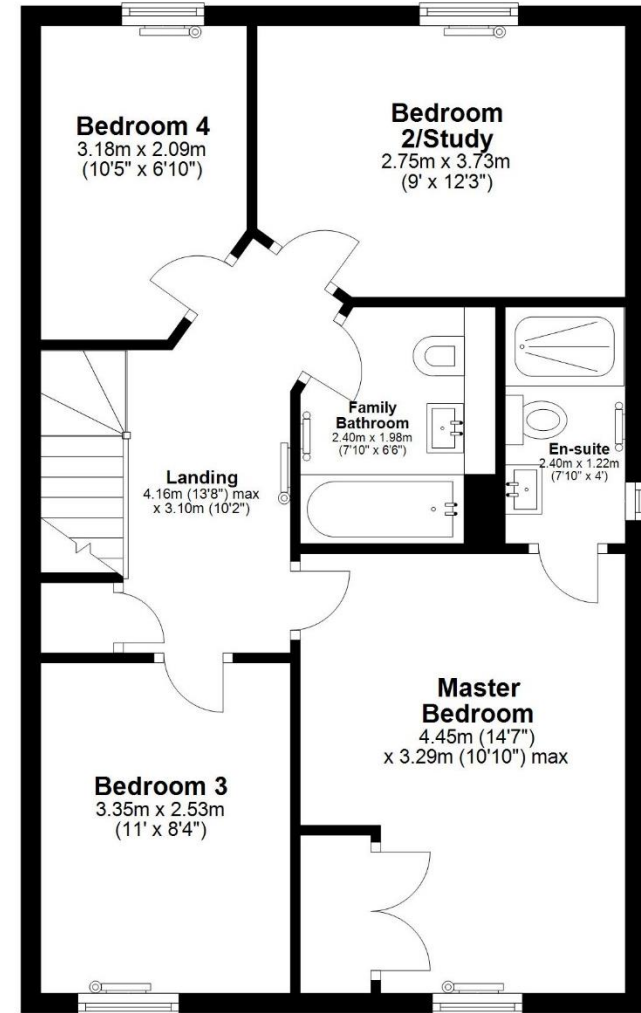 Bedroom 4
3.18m x 2.09m
(10'5" x 6'10")
Bedroom
2/Study
2.75m x 3.73m
(9' x 12'3")
Family
Bathroom
2.40m x 1.98m
(7'10" x 6'6")
En-suite
2.40m x 1.22m
(7'10" x 4')
Landing
4.16m (13'8") max
x 3.10m (10'2")
Master
Bedroom
4.45m (14'7")
x 3.29m (10'10") max
Bedroom 3
3.35m x 2.53m
(11' x 8'4")